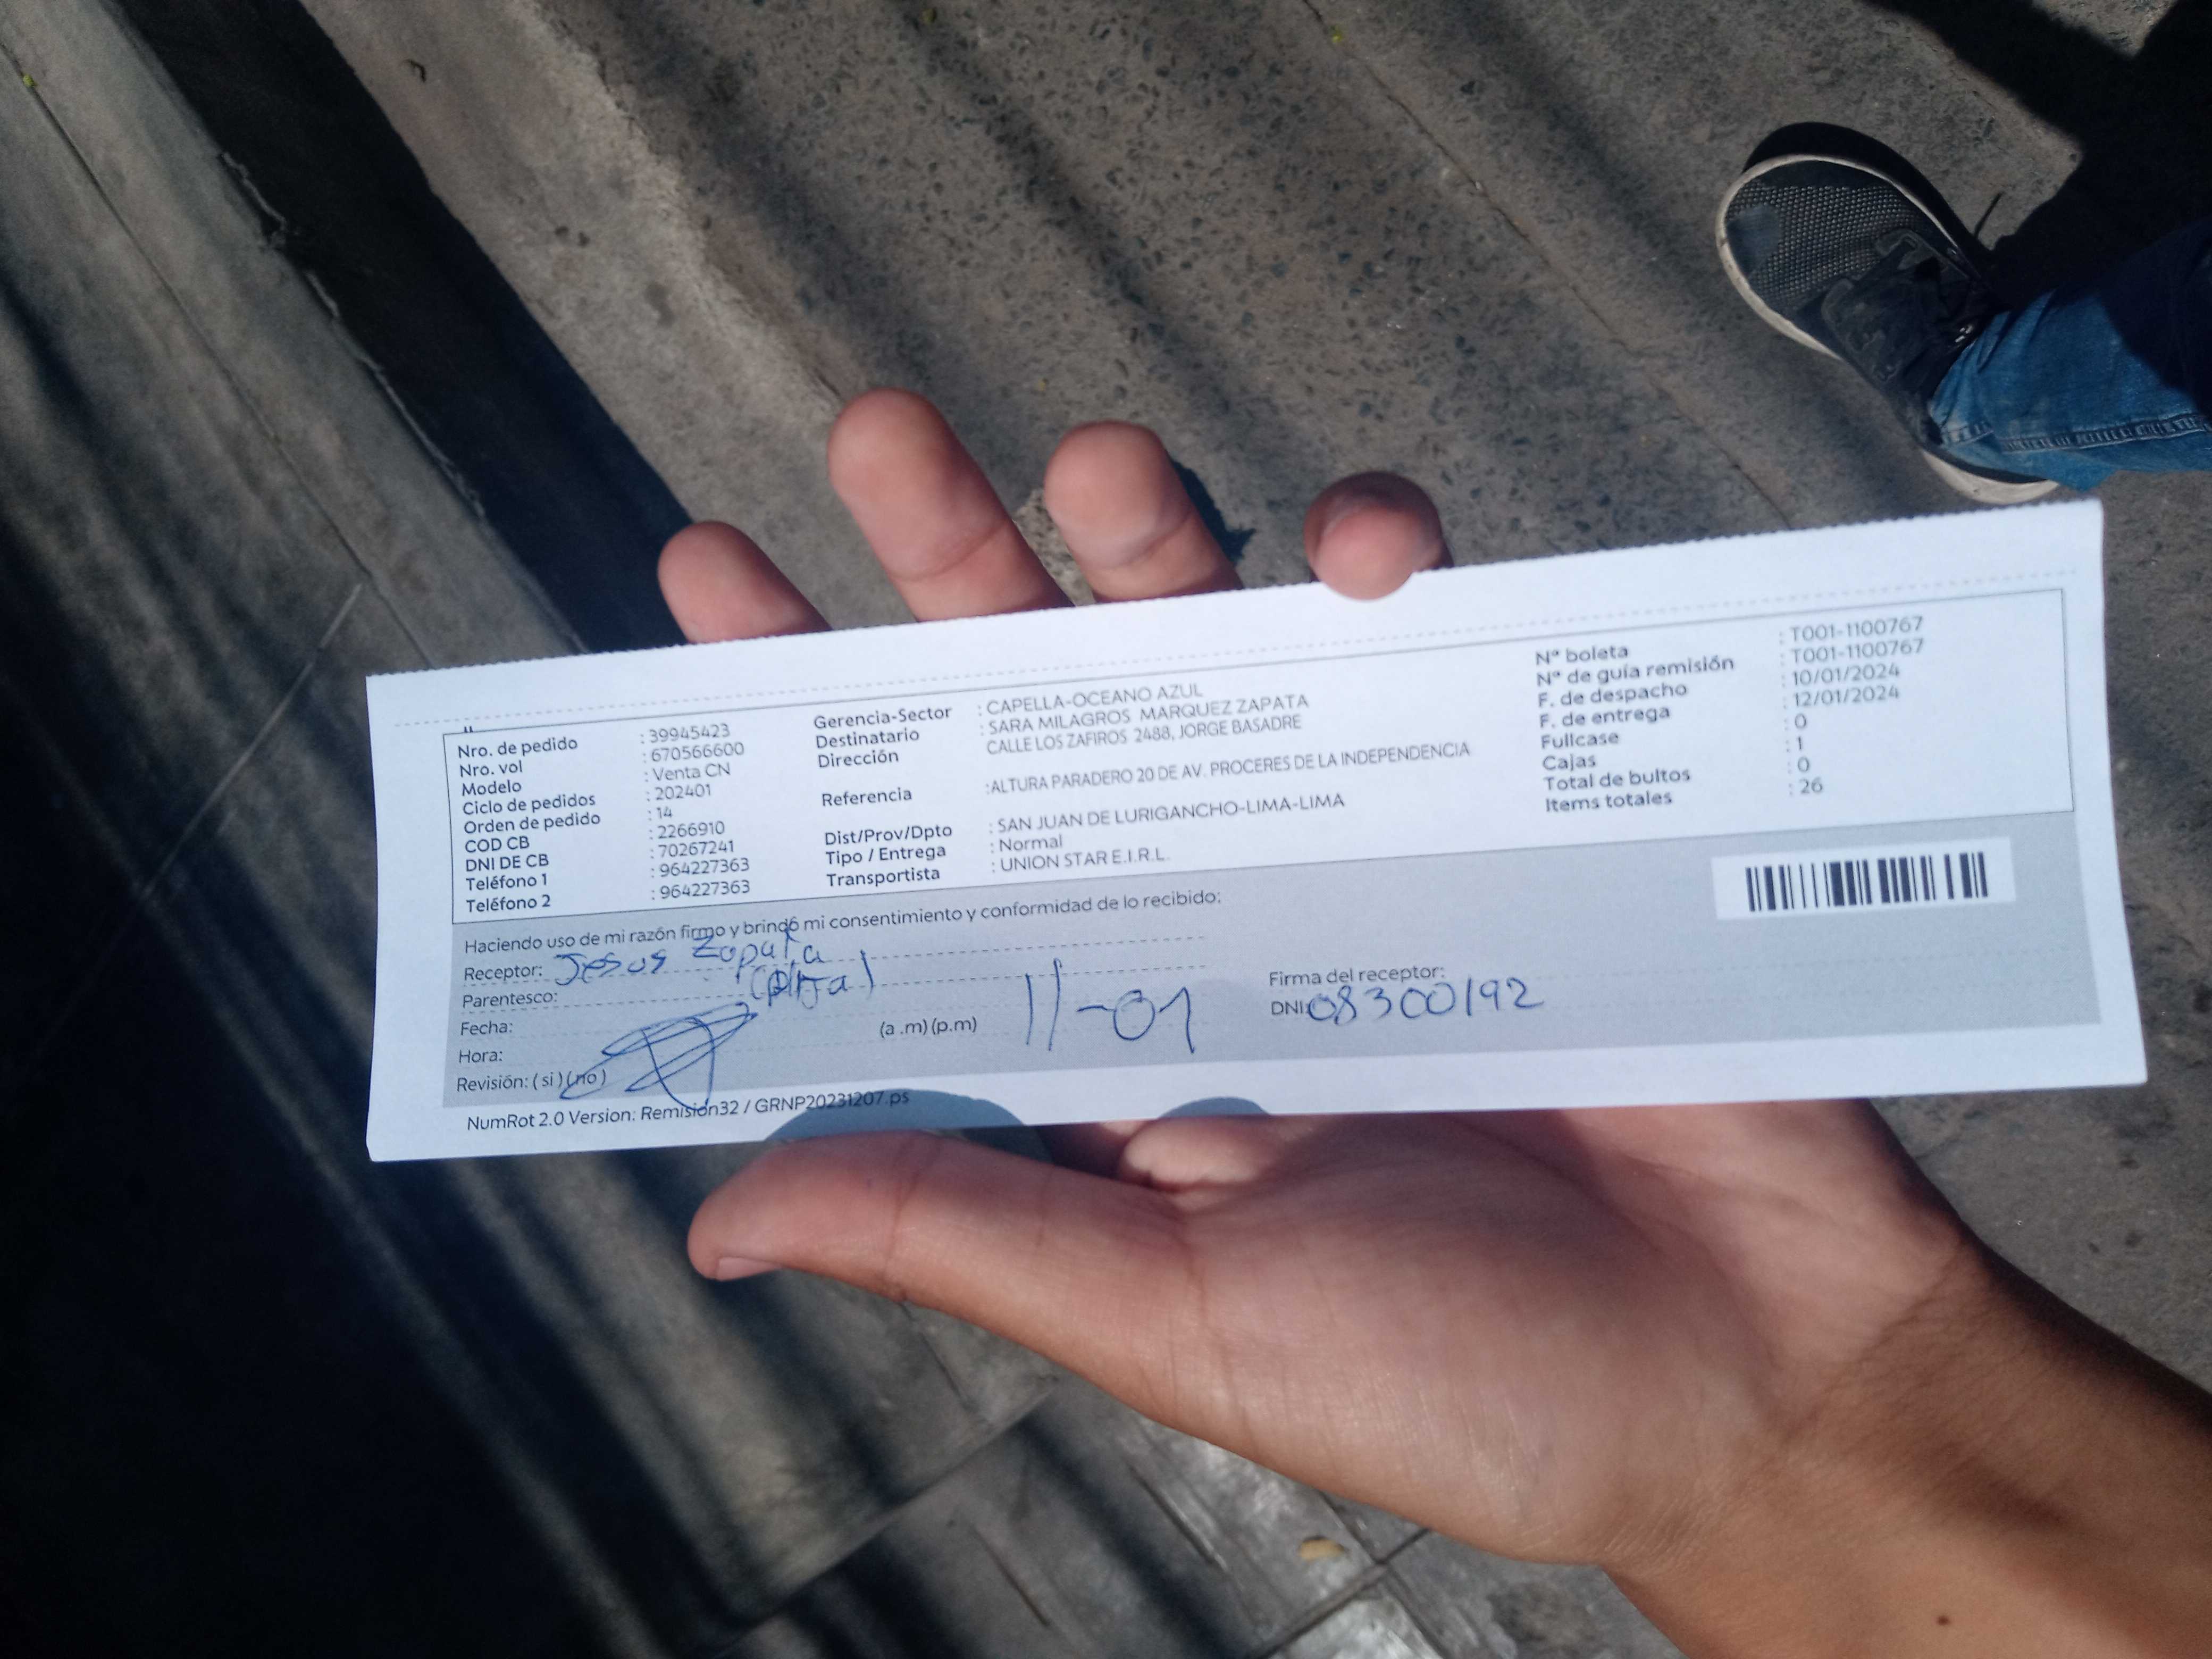 Nro. de pedido : 39945423
Nro. vol : 670566600
Modelo : Venta CN
Ciclo de pedidos : 202401
Orden de pedido : 14
COD CB : 2266910
DNI DE CB : 70267241
Teléfono 1 : 964227363
Teléfono 2 : 964227363
Gerencia-Sector : CAPELLA-OCEANO AZUL
Destinatario : SARA MILAGROS MARQUEZ ZAPATA
Dirección CALLE LOS ZAFIROS 2488, JORGE BASADRE
Referencia :ALTURA PARADERO 20 DE AV. PROCERES DE LA INDEPENDENCIA
Dist/Prov/Dpto : SAN JUAN DE LURIGANCHO-LIMA-LIMA
Tipo / Entrega : Normal
Transportista : UNION STAR E.I.R.L.
Nº boleta : T001-1100767
Nº de guía remisión : T001-1100767
F. de despacho : 10/01/2024
F. de entrega : 12/01/2024
Fullcase : 0
Cajas : 1
Total de bultos : 0
Items totales : 26
Haciendo uso de mi razón firmo y brindó mi consentimiento y conformidad de lo recibido:
Receptor: Jesus Zapata
Parentesco:
Fecha:
Hora: (a .m) (p.m) 11-01
Revisión: ( si ) ( no )
Firma del receptor:
DNI: 08300192
NumRot 2.0 Version: Remisión32 / GRNP20231207.ps